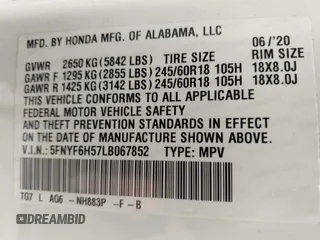 MFD. BY HONDA MFG. OF ALABAMA, LLC 06/'20
GVWR 2650 KG (5842 LBS) TIRE SIZE RIM SIZE
GAWR F 1295 KG (2855 LBS) 245/60R18 105H 18X8.0J
GAWR R 1425 KG (3142 LBS) 245/60R18 105H 18X8.0J
THIS VEHICLE CONFORMS TO ALL APPLICABLE
FEDERAL MOTOR VEHICLE SAFETY AND
THEFT PREVENTION STANDARDS IN EFFECT
ON THE DATE OF MANUFACTURE SHOWN ABOVE.
V.I.N.: 5FNYF6H57LB067852 TYPE: MPV
TG7 L AG6 -NH883P -F -B
DREAMBID